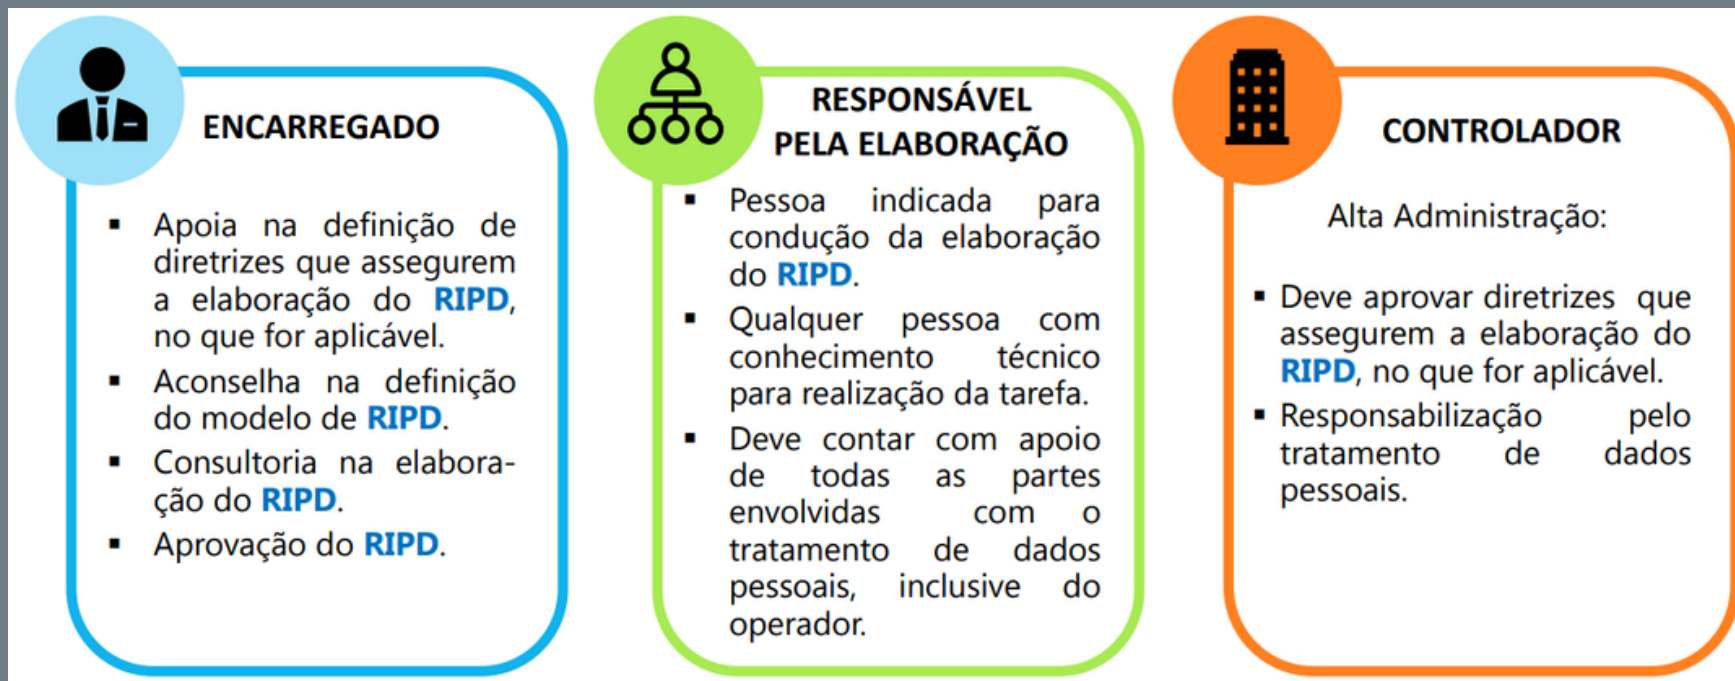 ENCARREGADO
▪ Apoia na definição de
diretrizes que assegurem
a elaboração do RIPD,
no que for aplicável.
▪ Aconselha na definição
do modelo de RIPD.
▪ Consultoria na elabora-
ção do RIPD.
▪ Aprovação do RIPD.
RESPONSÁVEL
PELA ELABORAÇÃO
▪ Pessoa indicada para
condução da elaboração
do RIPD.
▪ Qualquer pessoa com
conhecimento técnico
para realização da tarefa.
▪ Deve contar com apoio
de todas as partes
envolvidas com o
tratamento de dados
pessoais, inclusive do
operador.
CONTROLADOR
Alta Administração:
▪ Deve aprovar diretrizes que
assegurem a elaboração do
RIPD, no que for aplicável.
▪ Responsabilização pelo
tratamento de dados
pessoais.